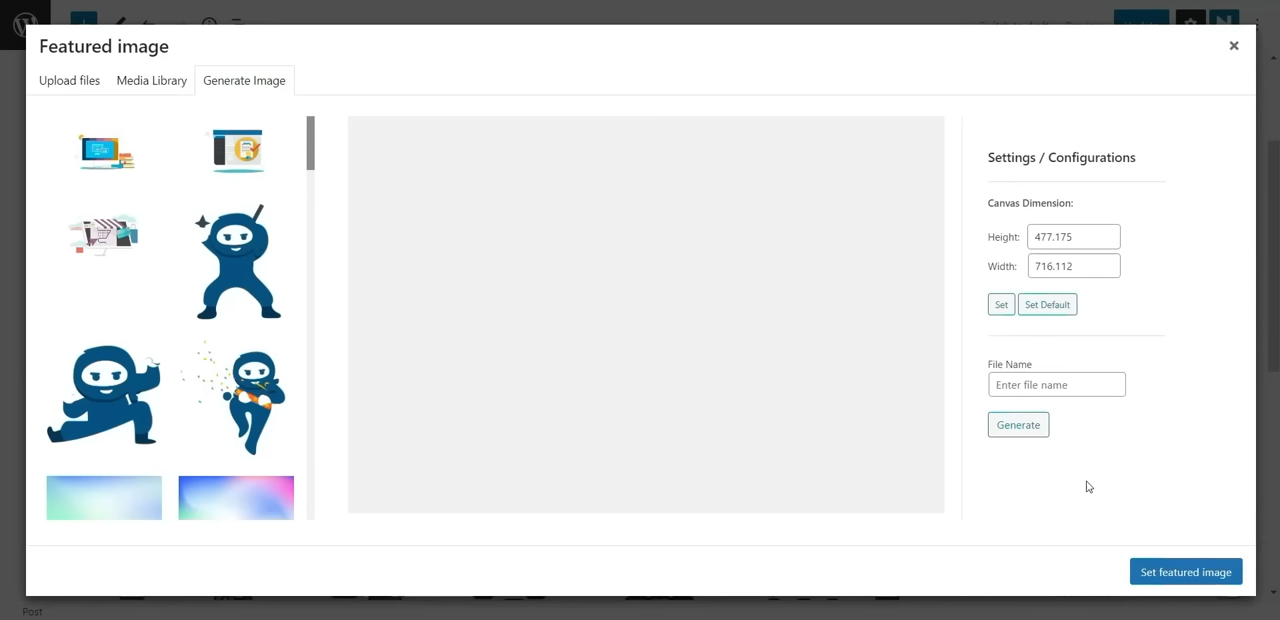 Featured image
Upload files Media Library Generate Image
Settings / Configurations
Canvas Dimension:
Height: 477.175
Width: 716.112
Set Set Default
File Name
Enter file name
Generate
Set featured image
Post